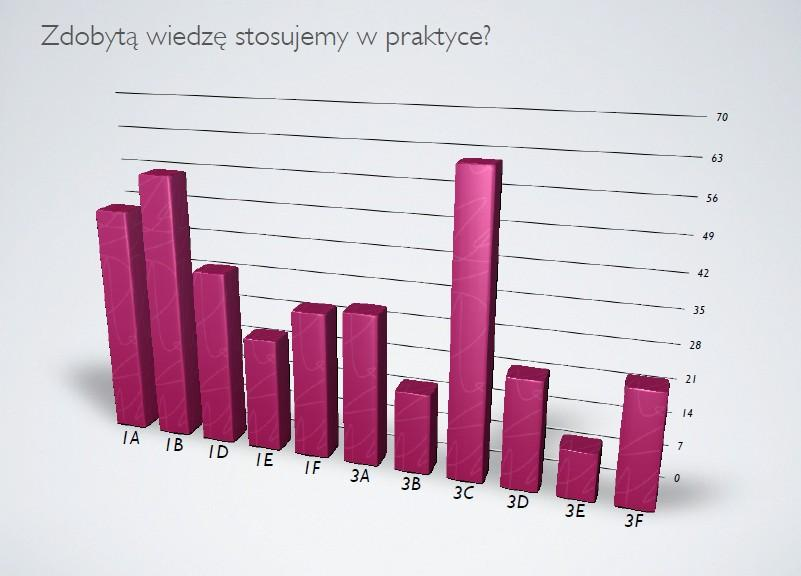 Zdobytą wiedzę stosujemy w praktyce?
70
63
56
49
42
35
28
21
14
7
0
1A
1B
1D
1E
1F
3A
3B
3C
3D
3E
3F